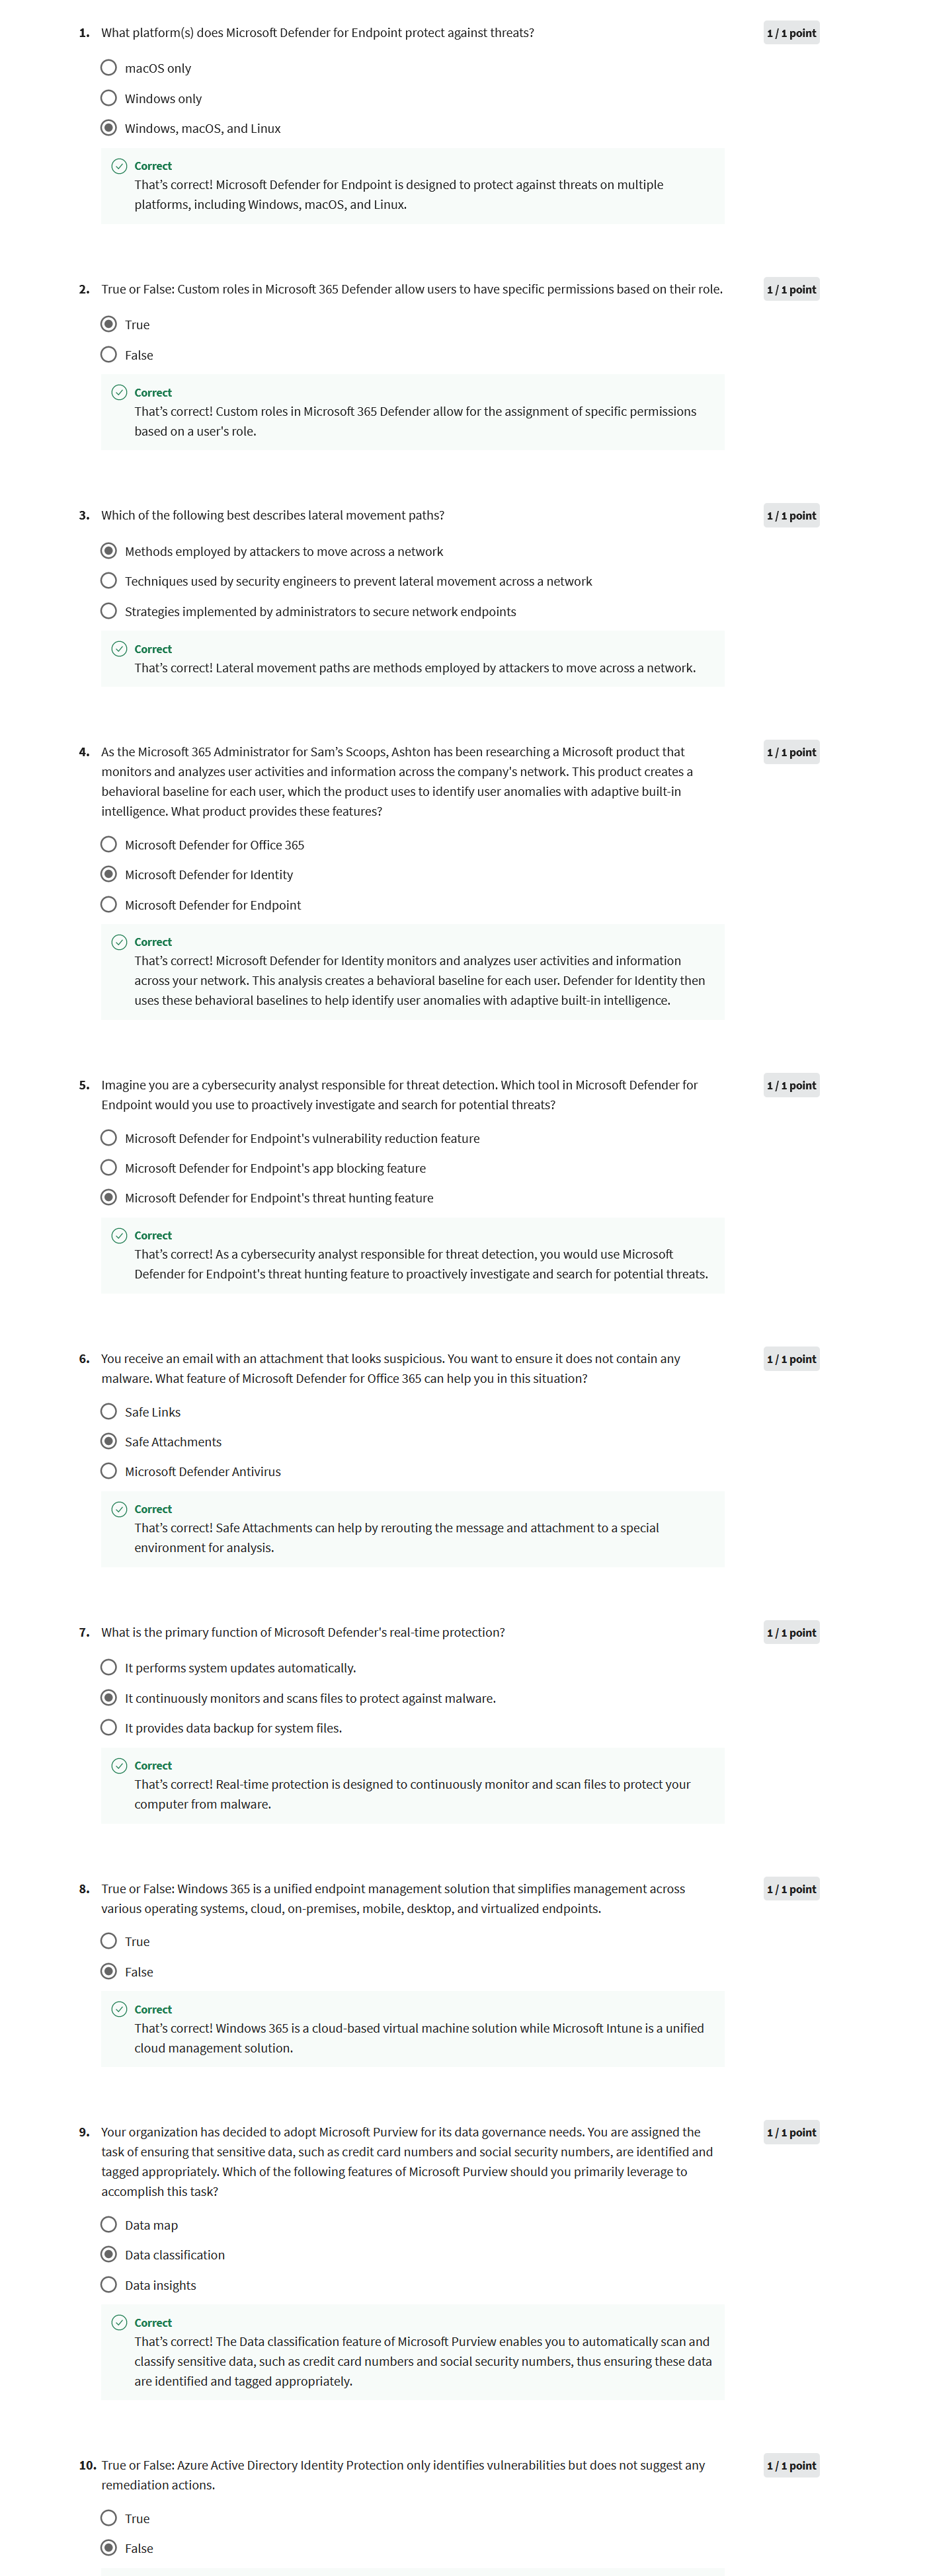 1. What platform(s) does Microsoft Defender for Endpoint protect against threats?
1 / 1 point
macOS only
Windows only
Windows, macOS, and Linux
Correct
That’s correct! Microsoft Defender for Endpoint is designed to protect against threats on multiple
platforms, including Windows, macOS, and Linux.
2. True or False: Custom roles in Microsoft 365 Defender allow users to have specific permissions based on their role.
1 / 1 point
True
False
Correct
That’s correct! Custom roles in Microsoft 365 Defender allow for the assignment of specific permissions
based on a user's role.
3. Which of the following best describes lateral movement paths?
1 / 1 point
Methods employed by attackers to move across a network
Techniques used by security engineers to prevent lateral movement across a network
Strategies implemented by administrators to secure network endpoints
Correct
That’s correct! Lateral movement paths are methods employed by attackers to move across a network.
4. As the Microsoft 365 Administrator for Sam’s Scoops, Ashton has been researching a Microsoft product that
1 / 1 point
monitors and analyzes user activities and information across the company's network. This product creates a
behavioral baseline for each user, which the product uses to identify user anomalies with adaptive built-in
intelligence. What product provides these features?
Microsoft Defender for Office 365
Microsoft Defender for Identity
Microsoft Defender for Endpoint
Correct
That’s correct! Microsoft Defender for Identity monitors and analyzes user activities and information
across your network. This analysis creates a behavioral baseline for each user. Defender for Identity then
uses these behavioral baselines to help identify user anomalies with adaptive built-in intelligence.
5. Imagine you are a cybersecurity analyst responsible for threat detection. Which tool in Microsoft Defender for
1 / 1 point
Endpoint would you use to proactively investigate and search for potential threats?
Microsoft Defender for Endpoint's vulnerability reduction feature
Microsoft Defender for Endpoint's app blocking feature
Microsoft Defender for Endpoint's threat hunting feature
Correct
That’s correct! As a cybersecurity analyst responsible for threat detection, you would use Microsoft
Defender for Endpoint's threat hunting feature to proactively investigate and search for potential threats.
6. You receive an email with an attachment that looks suspicious. You want to ensure it does not contain any
1 / 1 point
malware. What feature of Microsoft Defender for Office 365 can help you in this situation?
Safe Links
Safe Attachments
Microsoft Defender Antivirus
Correct
That’s correct! Safe Attachments can help by rerouting the message and attachment to a special
environment for analysis.
7. What is the primary function of Microsoft Defender's real-time protection?
1 / 1 point
It performs system updates automatically.
It continuously monitors and scans files to protect against malware.
It provides data backup for system files.
Correct
That’s correct! Real-time protection is designed to continuously monitor and scan files to protect your
computer from malware.
8. True or False: Windows 365 is a unified endpoint management solution that simplifies management across
1 / 1 point
various operating systems, cloud, on-premises, mobile, desktop, and virtualized endpoints.
True
False
Correct
That’s correct! Windows 365 is a cloud-based virtual machine solution while Microsoft Intune is a unified
cloud management solution.
9. Your organization has decided to adopt Microsoft Purview for its data governance needs. You are assigned the
1 / 1 point
task of ensuring that sensitive data, such as credit card numbers and social security numbers, are identified and
tagged appropriately. Which of the following features of Microsoft Purview should you primarily leverage to
accomplish this task?
Data map
Data classification
Data insights
Correct
That’s correct! The Data classification feature of Microsoft Purview enables you to automatically scan and
classify sensitive data, such as credit card numbers and social security numbers, thus ensuring these data
are identified and tagged appropriately.
10. True or False: Azure Active Directory Identity Protection only identifies vulnerabilities but does not suggest any
1 / 1 point
remediation actions.
True
False